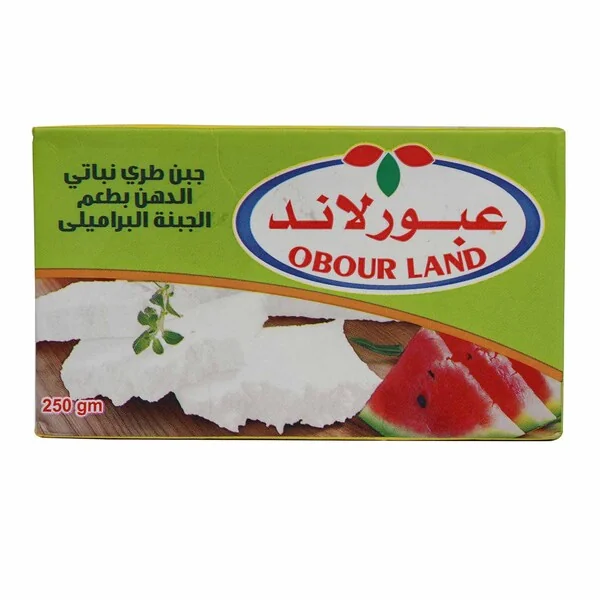 جبن طري نباتي
الدهن بطعم
الجبنة البراميلى
عبورلاند
OBOUR LAND
250 gm